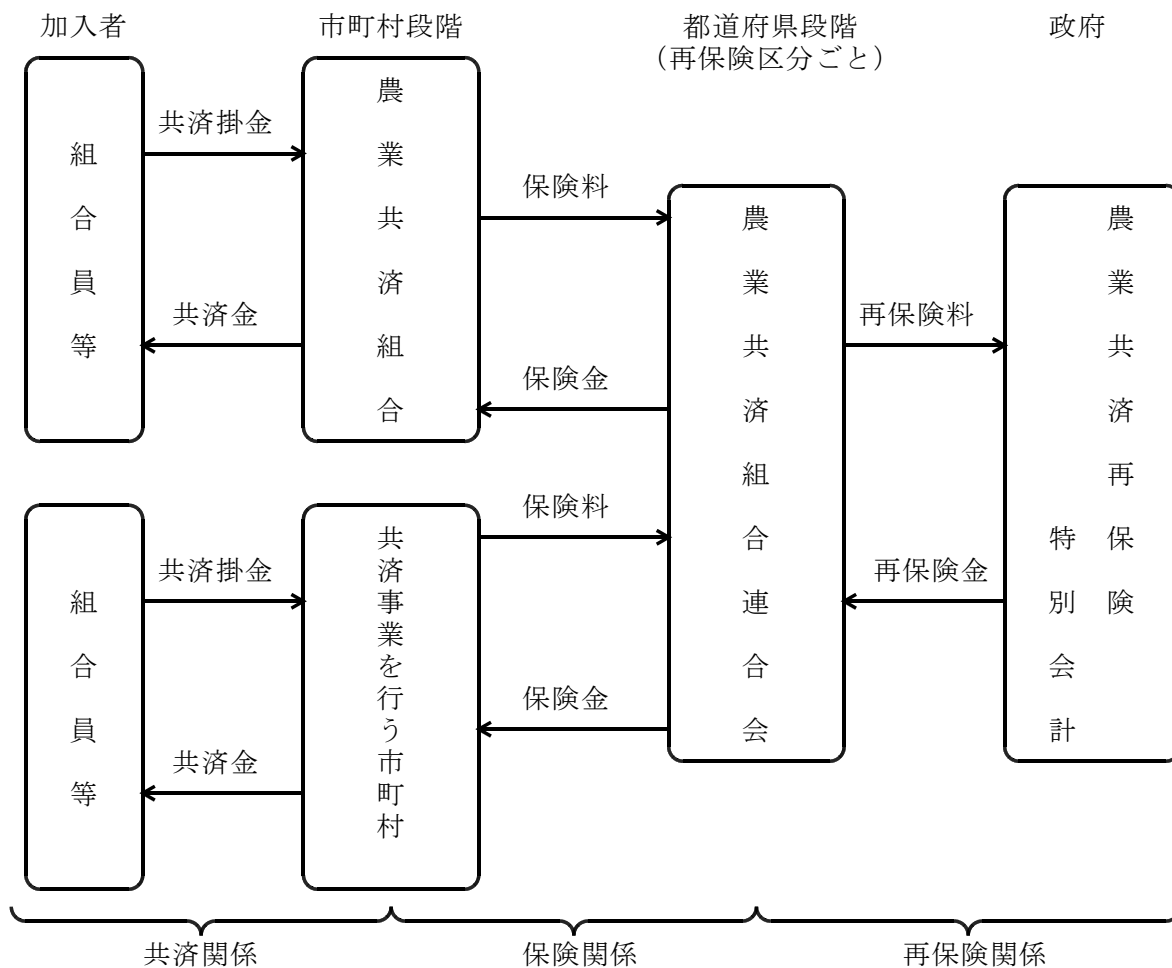 加入者
市町村段階
都道府県段階
（再保険区分ごと）
政府
組合員等
共済掛金
共済金
農業共済組合
保険料
保険金
農業共済組合連合会
再保険料
再保険金
農業共済再保険
特別会計
組合員等
共済掛金
共済金
共済事業を行う市町村
保険料
保険金
共済関係
保険関係
再保険関係